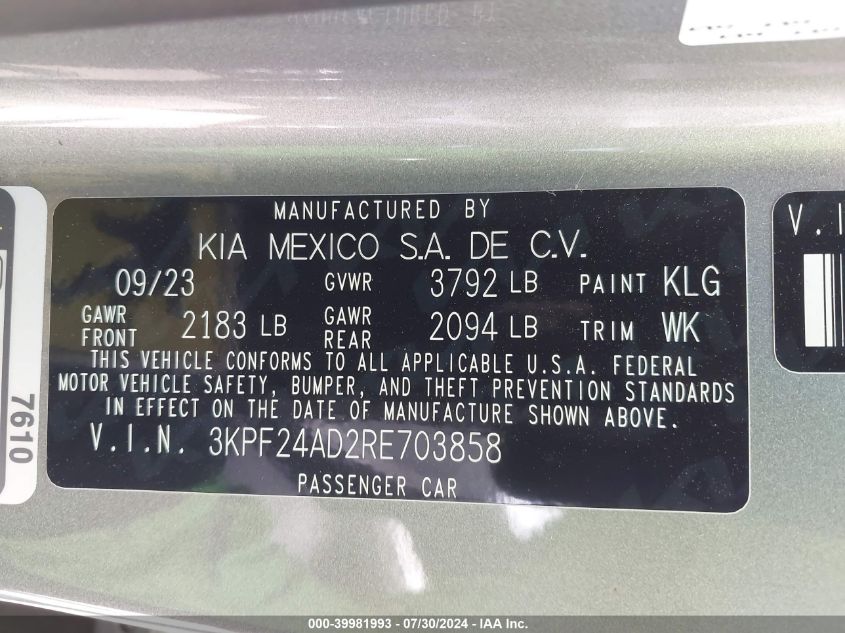 MANUFACTURED BY
KIA MEXICO S.A. DE C.V.
09/23 GVWR 3792 LB PAINT KLG
GAWR FRONT 2183 LB GAWR REAR 2094 LB TRIM WK
THIS VEHICLE CONFORMS TO ALL APPLICABLE U.S.A. FEDERAL
MOTOR VEHICLE SAFETY, BUMPER, AND THEFT PREVENTION STANDARDS
IN EFFECT ON THE DATE OF MANUFACTURE SHOWN ABOVE.
V.I.N. 3KPF24AD2RE703858
PASSENGER CAR
7610
V.I
000-39981993 / 07/30/2024 - IAA Inc.